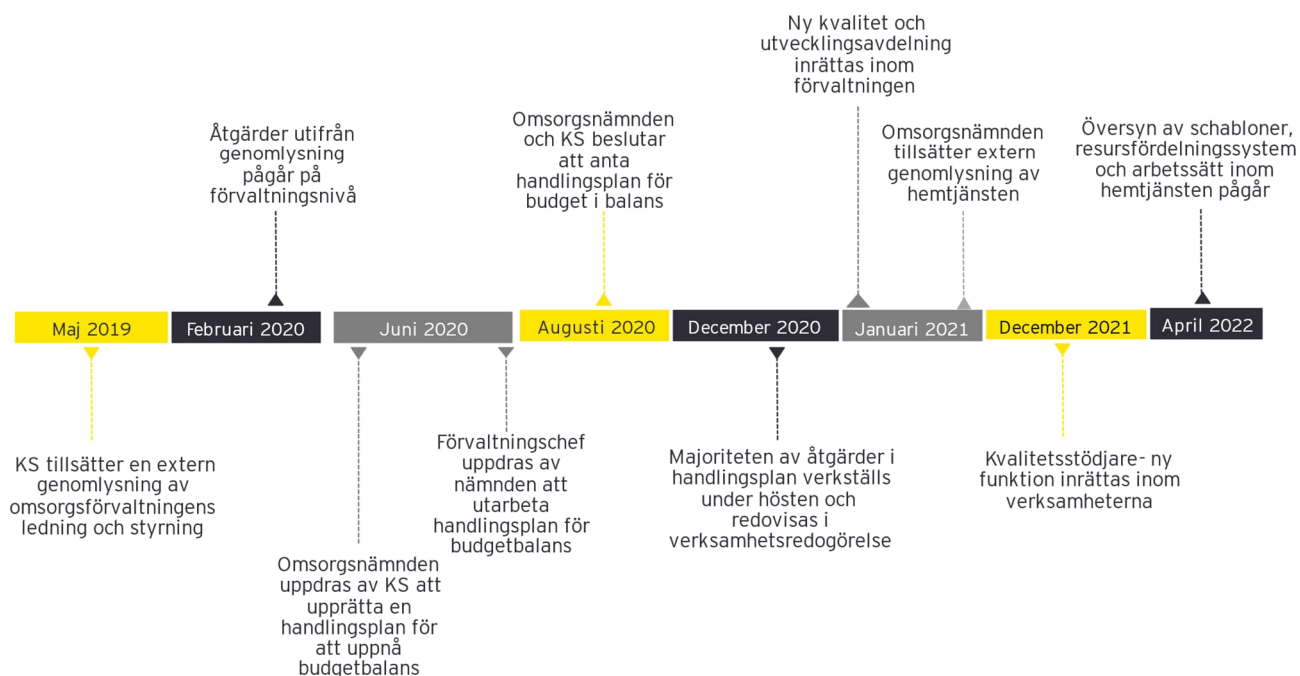 Ny kvalitet och
utvecklingsavdelning
inrättas inom
förvaltningen
Åtgärder utifrån
genomlysning
pågår på
förvaltningsnivå
Omsorgsnämnden
och KS beslutar
att anta
handlingsplan för
budget i balans
Omsorgsnämnden
tillsätter extern
genomlysning av
hemtjänsten
Översyn av schabloner,
resursfördelningssystem
och arbetssätt inom
hemtjänsten pågår
Maj 2019
Februari 2020
Juni 2020
Augusti 2020
December 2020
Januari 2021
December 2021
April 2022
KS tillsätter en extern
genomlysning av
omsorgsförvaltningens
ledning och styrning
Omsorgsnämnden
uppdras av KS att
upprätta en
handlingsplan för
att uppnå
budgetbalans
Förvaltningschef
uppdras av
nämnden att
utarbeta
handlingsplan för
budgetbalans
Majoriteten av åtgärder i
handlingsplan verkställs
under hösten och
redovisas i
verksamhetsredogörelse
Kvalitetsstödjare- ny
funktion inrättas inom
verksamheterna